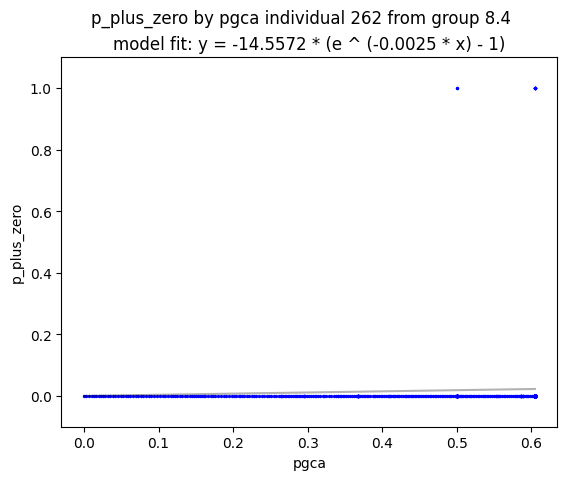 p_plus_zero by pgca individual 262 from group 8.4
model fit: y = -14.5572 * (e ^ (-0.0025 * x) - 1)
1.0
0.8
0.6
0.4
0.2
0.0
p_plus_zero
0.0 0.1 0.2 0.3 0.4 0.5 0.6
pgca